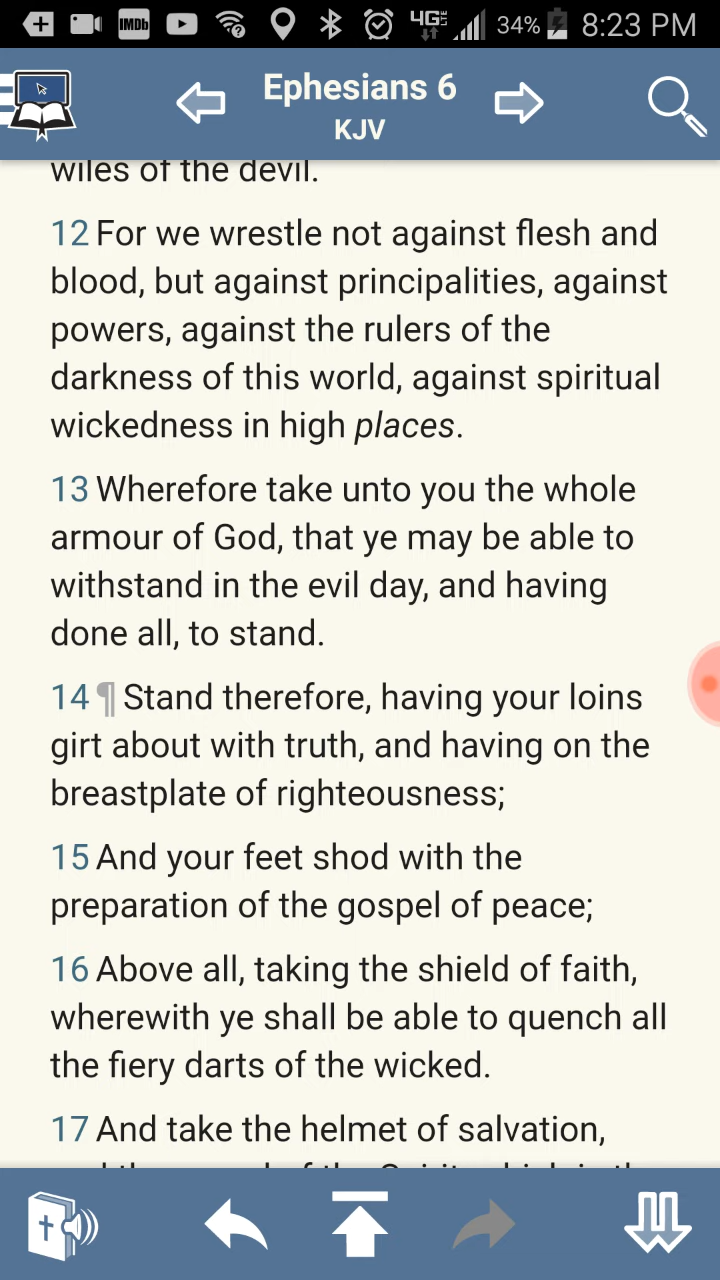 IMDb 4G LTE 34% 8:23 PM
Ephesians 6
KJV
wiles of the devil.
12 For we wrestle not against flesh and
blood, but against principalities, against
powers, against the rulers of the
darkness of this world, against spiritual
wickedness in high places.
13 Wherefore take unto you the whole
armour of God, that ye may be able to
withstand in the evil day, and having
done all, to stand.
14 ¶ Stand therefore, having your loins
girt about with truth, and having on the
breastplate of righteousness;
15 And your feet shod with the
preparation of the gospel of peace;
16 Above all, taking the shield of faith,
wherewith ye shall be able to quench all
the fiery darts of the wicked.
17 And take the helmet of salvation,